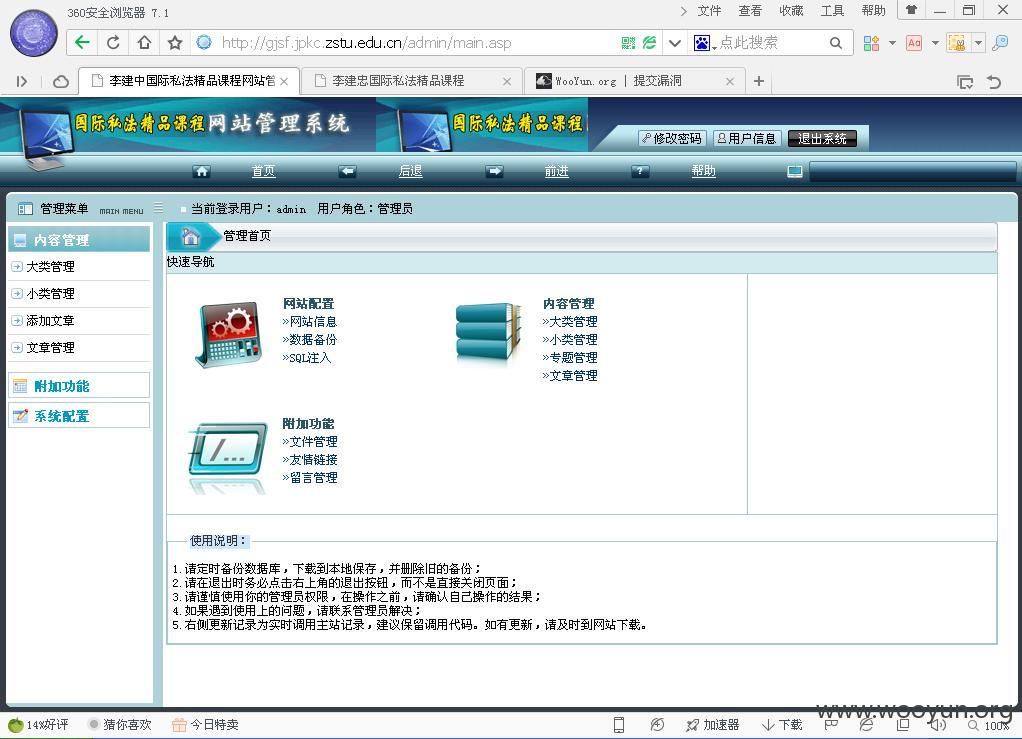 360安全浏览器 7.1
文件 查看 收藏 工具 帮助
http://gjsf.jpkc.zstu.edu.cn/admin/main.asp
点此搜索
李建中国际私法精品课程网站管
李建忠国际私法精品课程
WooYun.org | 提交漏洞
国际私法精品课程网站管理系统
国际私法精品课程
修改密码 用户信息 退出系统
首页 后退 前进 帮助
管理菜单 MAIN MENU
当前登录用户：admin 用户角色：管理员
内容管理
大类管理
小类管理
添加文章
文章管理
附加功能
系统配置
管理首页
快速导航
网站配置
»网站信息
»数据备份
»SQL注入
内容管理
»大类管理
»小类管理
»专题管理
»文章管理
附加功能
»文件管理
»友情链接
»留言管理
使用说明：
1.请定时备份数据库，下载到本地保存，并删除旧的备份；
2.请在退出时务必点击右上角的退出按钮，而不是直接关闭页面；
3.请谨慎使用你的管理员权限，在操作之前，请确认自己操作的结果；
4.如果遇到使用上的问题，请联系管理员解决；
5.右侧更新记录为实时调用主站记录，建议保留调用代码。如有更新，请及时到网站下载。
14%好评 猜你喜欢 今日特卖
加速器 下载 100%
www.wooyun.org